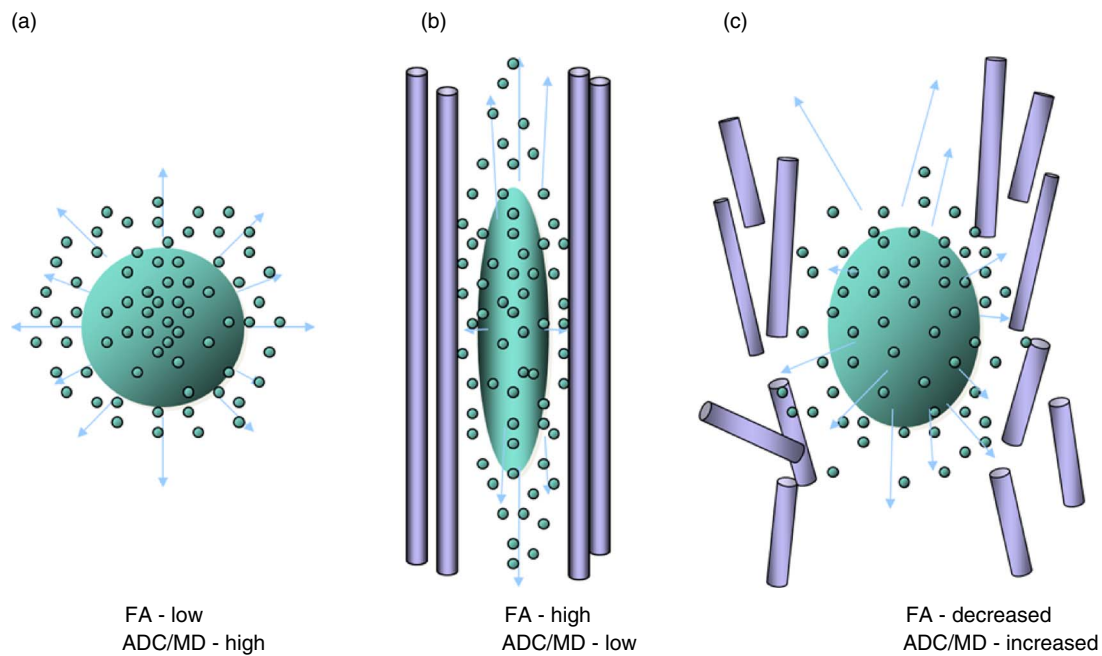 (a)
(b)
(c)
FA - low
ADC/MD - high
FA - high
ADC/MD - low
FA - decreased
ADC/MD - increased